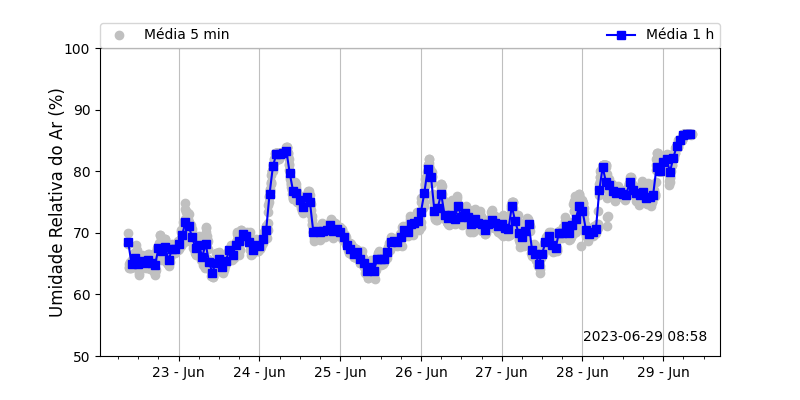 Média 5 min
Média 1 h
Umidade Relativa do Ar (%)
100
90
80
70
60
50
2023-06-29 08:58
23 - Jun
24 - Jun
25 - Jun
26 - Jun
27 - Jun
28 - Jun
29 - Jun